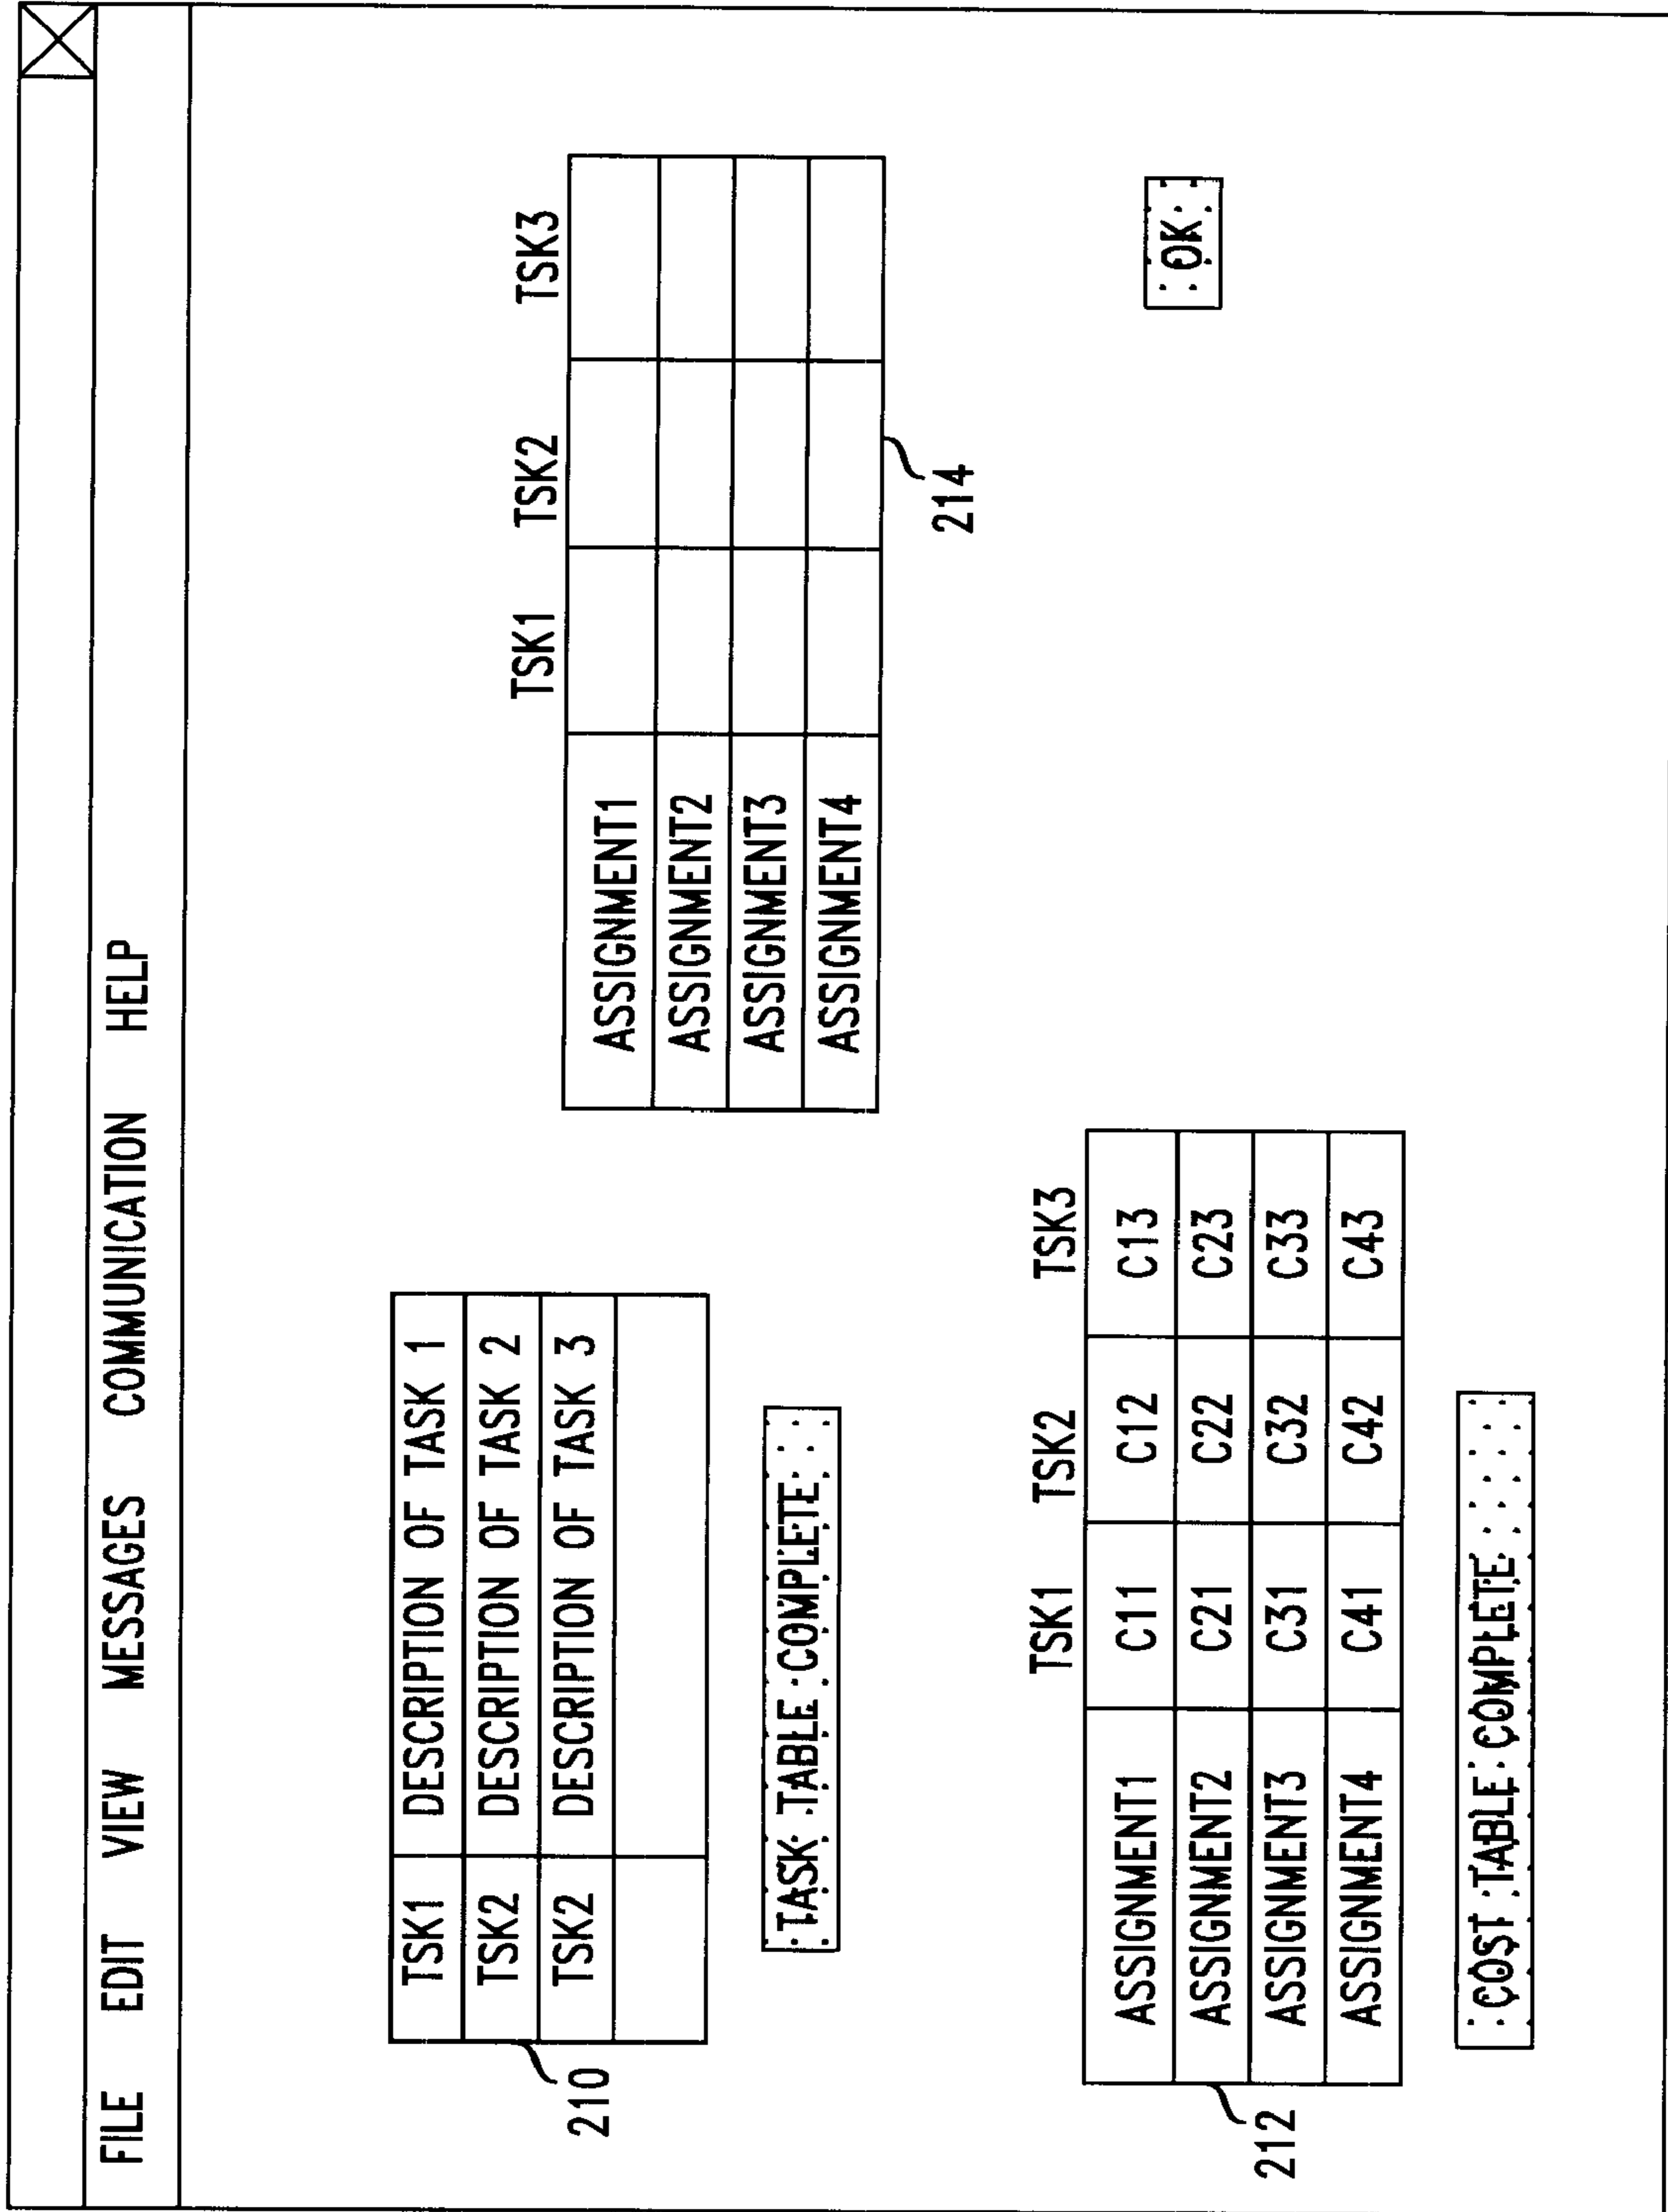 FILE EDIT VIEW MESSAGES COMMUNICATION HELP
TSK1 DESCRIPTION OF TASK 1
TSK2 DESCRIPTION OF TASK 2
TSK2 DESCRIPTION OF TASK 3
210
TASK TABLE COMPLETE
TSK1 TSK2 TSK3
ASSIGNMENT1
ASSIGNMENT2
ASSIGNMENT3
ASSIGNMENT4
214
TSK1 TSK2 TSK3
ASSIGNMENT1 C11 C12 C13
ASSIGNMENT2 C21 C22 C23
ASSIGNMENT3 C31 C32 C33
ASSIGNMENT4 C41 C42 C43
212
COST TABLE COMPLETE
OK